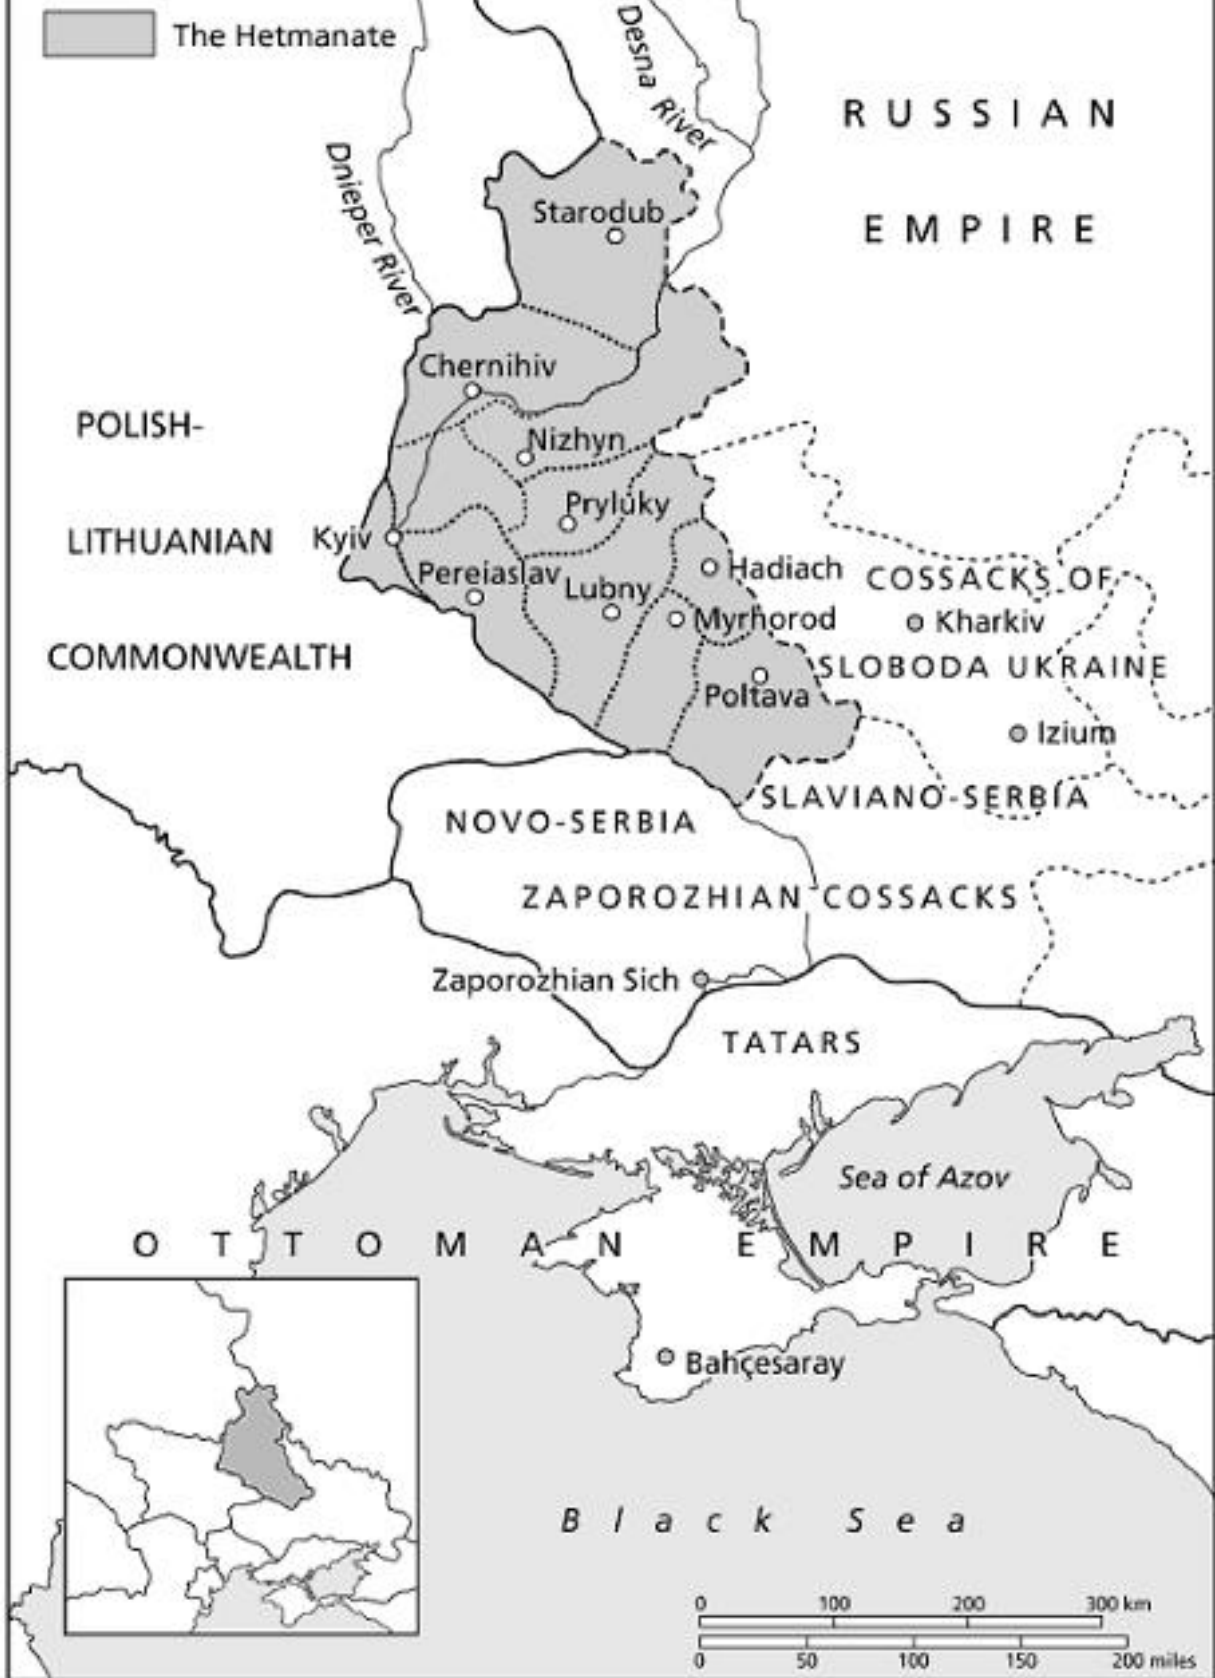 The Hetmanate
Desna River
RUSSIAN
EMPIRE
Dnieper River
Starodub
Chernihiv
POLISH-
Nizhyn
Pryluky
LITHUANIAN
Kyiv
Hadiach
Pereiaslav
Lubny
COSSACKS OF
Myrhorod
Kharkiv
COMMONWEALTH
SLOBODA UKRAINE
Poltava
Izium
SLAVIANO-SERBIA
NOVO-SERBIA
ZAPOROZHIAN COSSACKS
Zaporozhian Sich
TATARS
Sea of Azov
OTTOMAN EMPIRE
Bahçesaray
Black Sea
0 100 200 300 km
0 50 100 150 200 miles